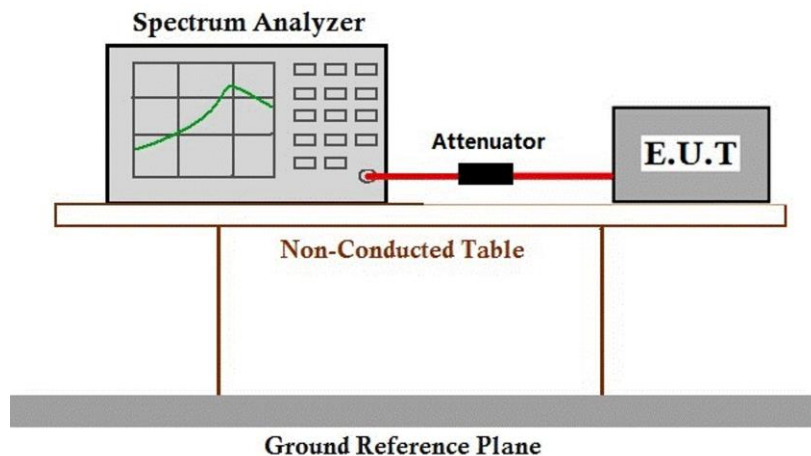 Spectrum Analyzer
Attenuator
E.U.T
Non-Conducted Table
Ground Reference Plane